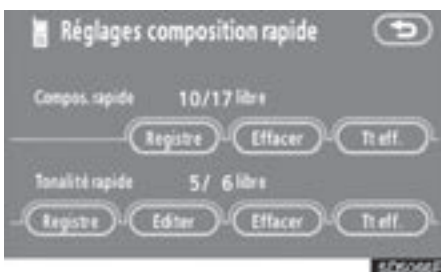 Réglages composition rapide
Compos. rapide 10/17 libre
Registre Effacer Tt eff.
Tonalité rapide 5/ 6 libre
Registre Editer Effacer Tt eff.